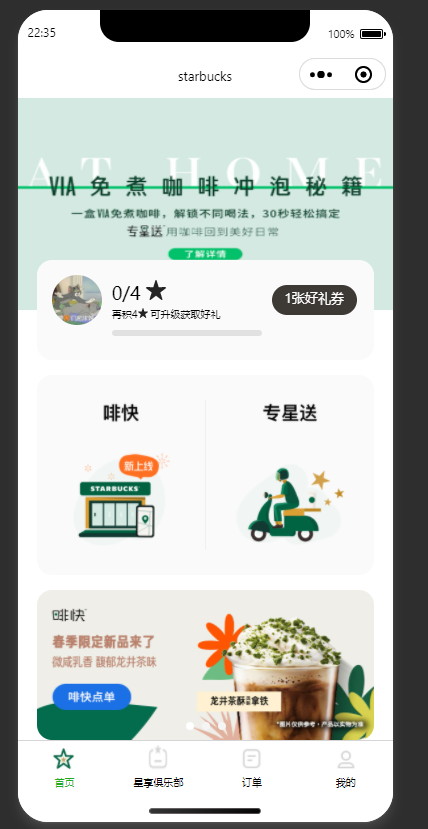 22:35
100%
starbucks
AT HOME
VIA 免煮咖啡冲泡秘籍
一盒VIA免煮咖啡，解锁不同喝法，30秒轻松搞定
专星送 用咖啡回到美好日常
了解详情
0/4 ★
再积4★可升级获取好礼
1张好礼券
啡快
专星送
新上线
STARBUCKS
啡快
春季限定新品来了
微咸乳香 馥郁龙井茶味
啡快点单
龙井茶酥拿铁
*图片仅供参考，产品以实物为准
首页
星享俱乐部
订单
我的